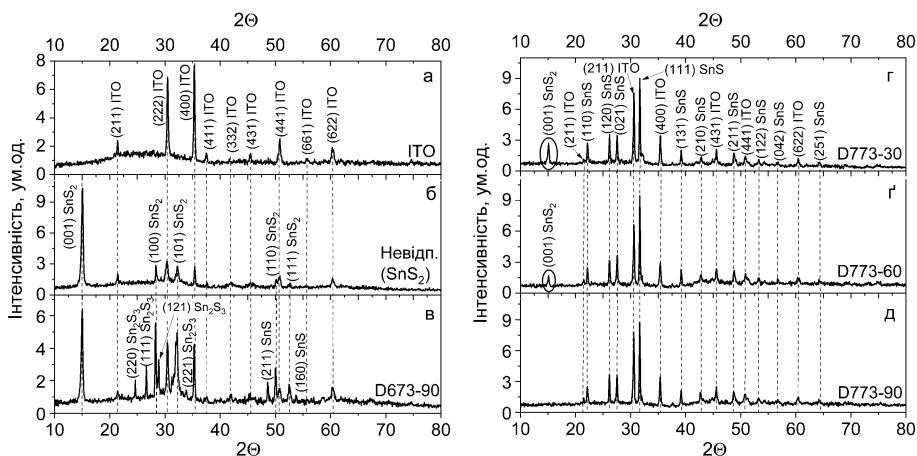 2Θ
10 20 30 40 50 60 70 80
Інтенсивність, ум.од.
8
6
4
2
0
(211) ITO
(222) ITO
(400) ITO
(411) ITO
(332) ITO
(431) ITO
(441) ITO
(661) ITO
(622) ITO
а
ITO
9
6
3
0
(001) SnS₂
(100) SnS₂
(101) SnS₂
(110) SnS₂
(111) SnS₂
б
Невідп.
(SnS₂)
6
4
2
0
(220) Sn₂S₃
(111) Sn₂S₃
(121) Sn₂S₃
(221) Sn₂S₃
(211) SnS
(160) SnS
в
D673-90
10 20 30 40 50 60 70 80
2Θ
2Θ
10 20 30 40 50 60 70 80
Інтенсивність, ум.од.
9
6
3
0
(001) SnS₂
(211) ITO
(110) SnS
(120) SnS
(021) SnS
(211) ITO
(111) SnS
(400) ITO
(131) SnS
(210) SnS
(431) ITO
(211) SnS
(441) ITO
(122) SnS
(042) SnS
(622) ITO
(251) SnS
г
D773-30
9
6
3
0
(001) SnS₂
ґ
D773-60
9
6
3
0
д
D773-90
10 20 30 40 50 60 70 80
2Θ